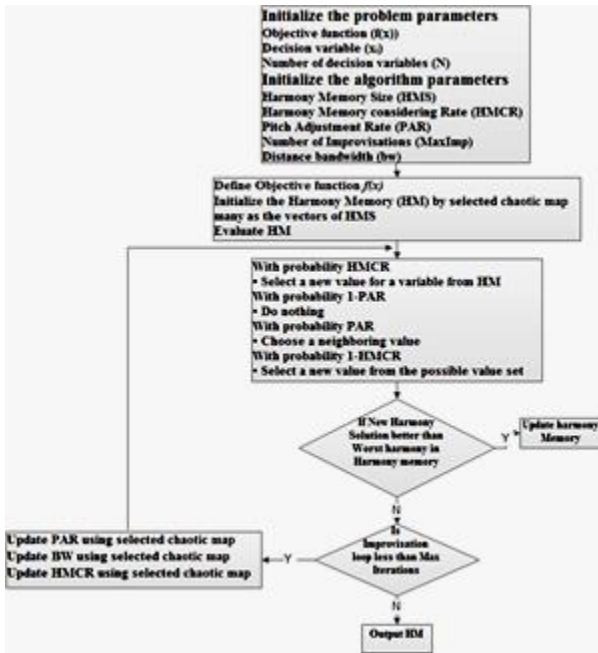 Initialize the problem parameters
Objective function (f(x))
Decision variable (xᵢ)
Number of decision variables (N)
Initialize the algorithm parameters
Harmony Memory Size (HMS)
Harmony Memory considering Rate (HMCR)
Pitch Adjustment Rate (PAR)
Number of Improvisations (MaxImp)
Distance bandwidth (bw)
Define Objective function f(x)
Initialize the Harmony Memory (HM) by selected chaotic map
many as the vectors of HMS
Evaluate HM
With probability HMCR
• Select a new value for a variable from HM
With probability 1-PAR
• Do nothing
With probability PAR
• Choose a neighboring value
With probability 1-HMCR
• Select a new value from the possible value set
If New Harmony
Solution better than
Worst harmony in
Harmony memory
Y
Update harmony
Memory
N
Is
Improvisation
loop less than Max
Iterations
Y
Update PAR using selected chaotic map
Update BW using selected chaotic map
Update HMCR using selected chaotic map
N
Output HM